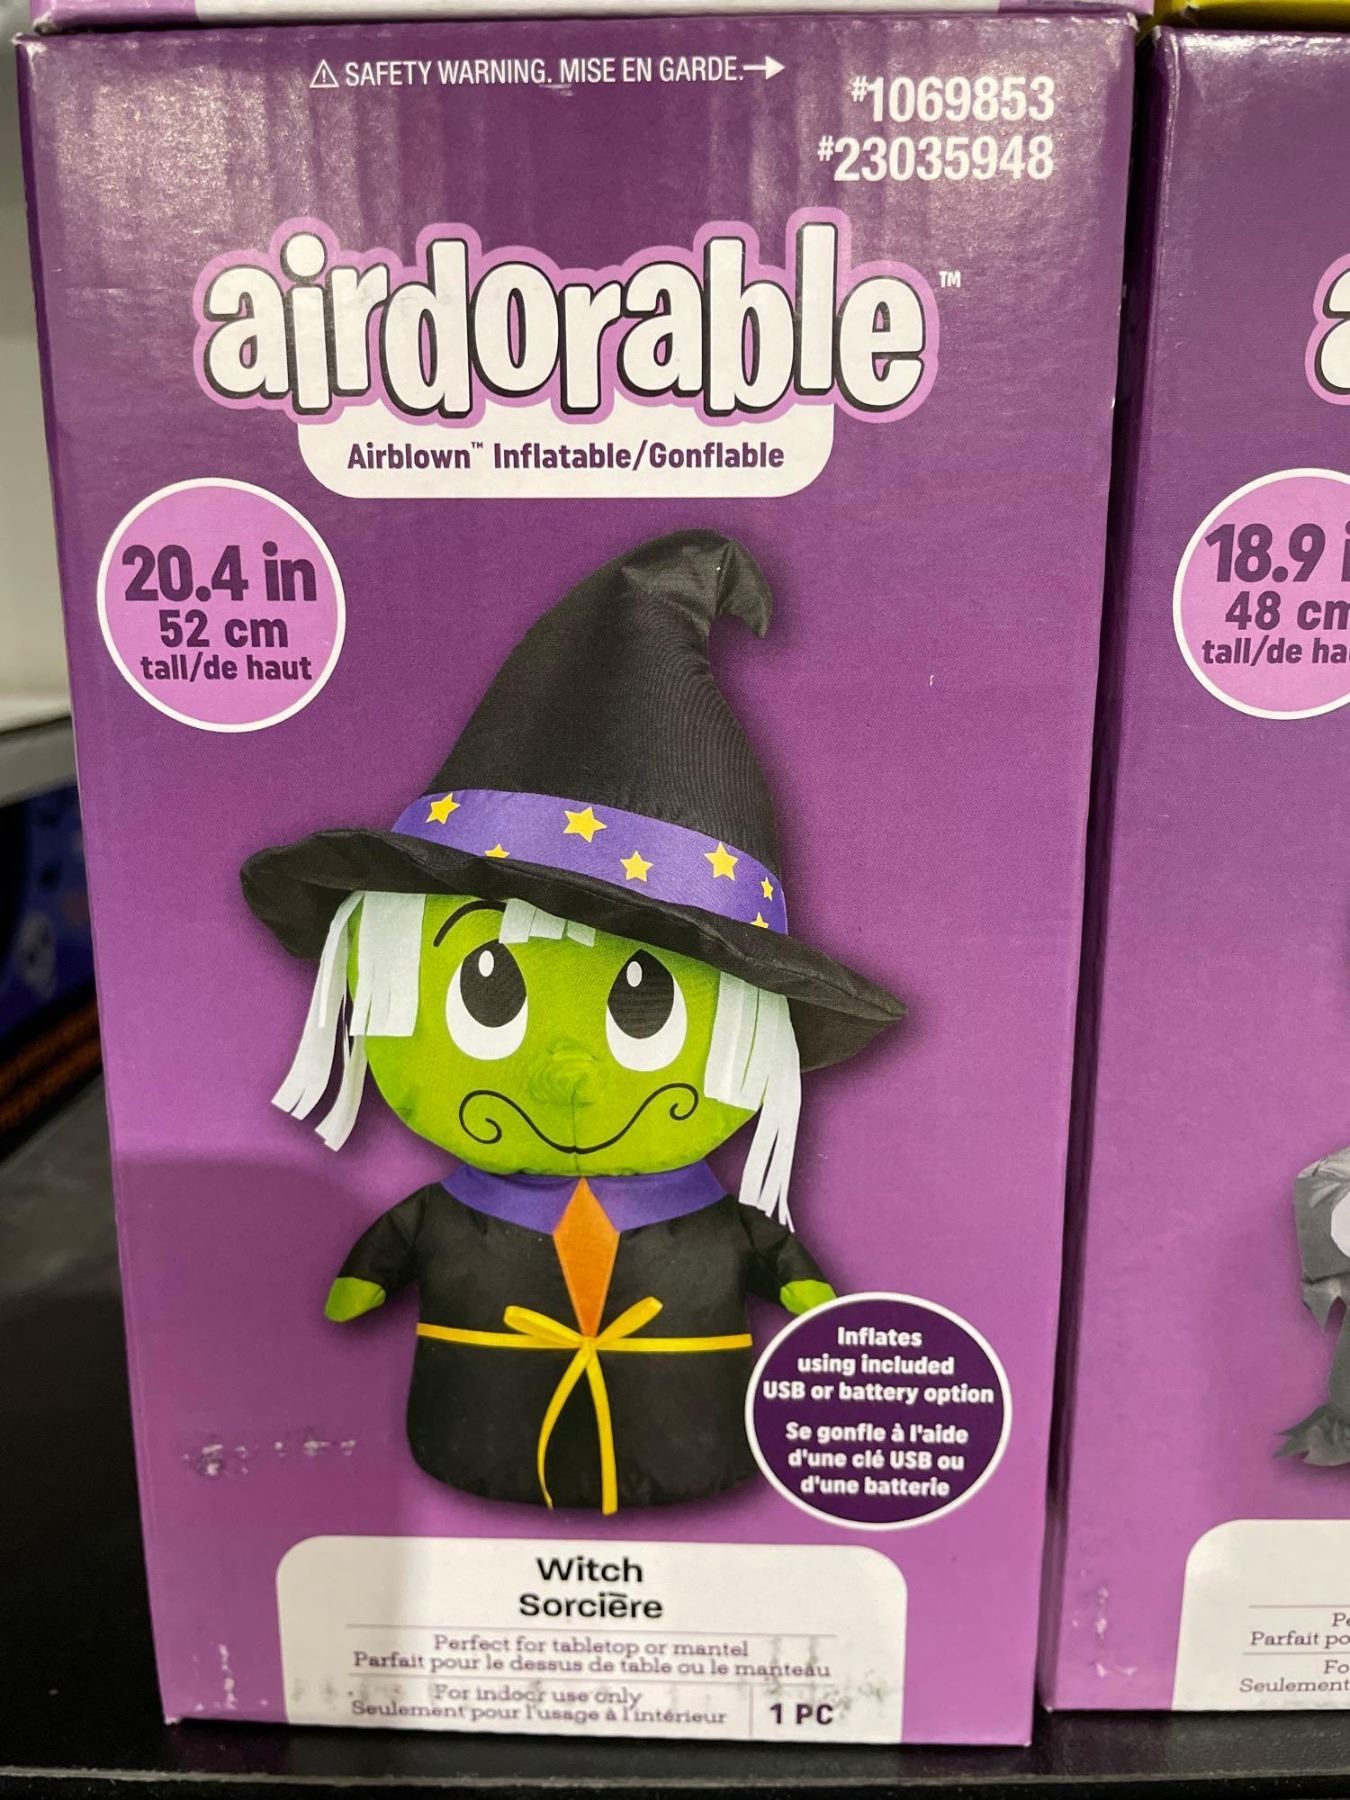 ⚠ SAFETY WARNING. MISE EN GARDE.→
#1069853
#23035948
airdorable™
Airblown™ Inflatable/Gonflable
20.4 in
52 cm
tall/de haut
Inflates
using included
USB or battery option
Se gonfle à l'aide
d'une clé USB ou
d'une batterie
Witch
Sorciēre
Perfect for tabletop or mantel
Parfait pour le dessus de table ou le manteau
For indoor use only
Seulement pour l'usage à l'intérieur
1 PC
a
18.9 i
48 cm
tall/de ha
Pe
Parfait po
Fo
Seulement